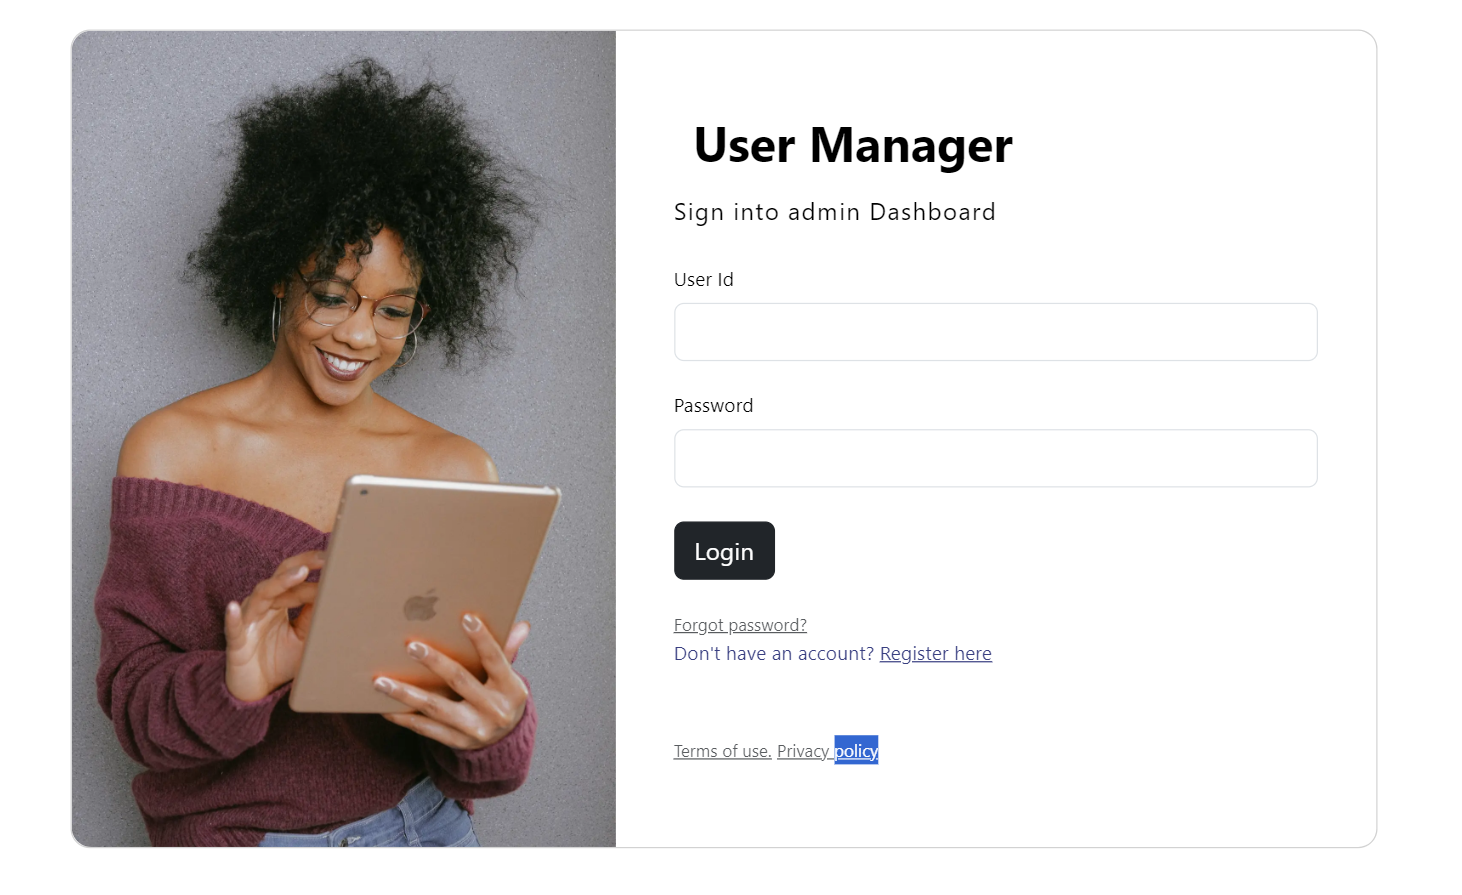 User Manager
Sign into admin Dashboard
User Id
Password
Login
Forgot password?
Don't have an account? Register here
Terms of use. Privacy policy